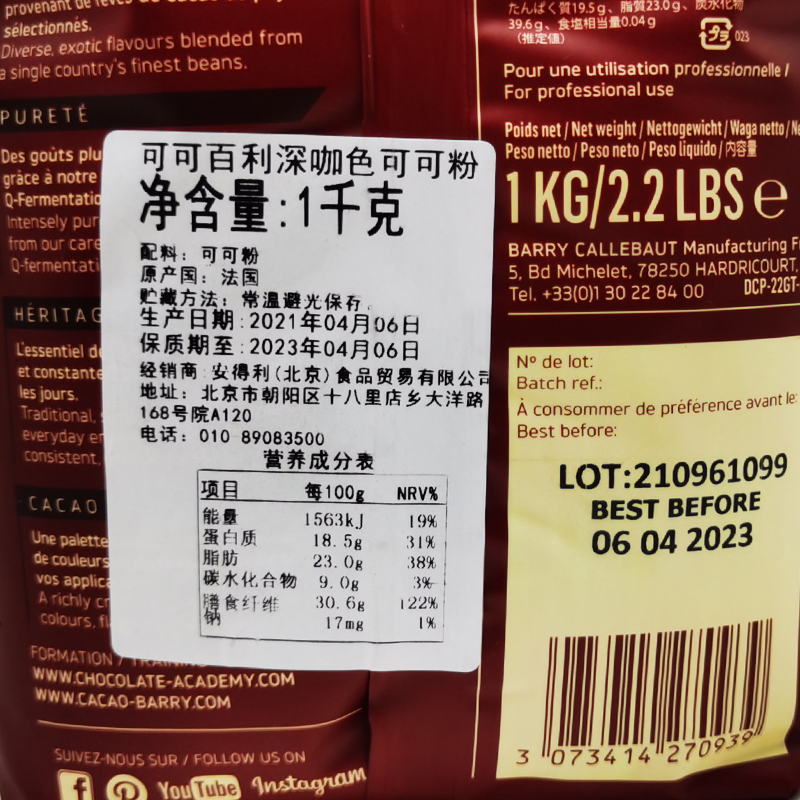 provenant de fèves de cacao
sélectionnés.
Diverse, exotic flavours blended from
a single country's finest beans.
PURETÉ
Des goûts
grâce à notre
Q-Fermentatio
Intensely pur
from our care
Q-fermentati
HÉRITAG
L'essentiel d
et constante
les jours.
Traditional,
everyday
consistent,
CACAO
Une palette
de couleurs
vos applica
A richly
colours,
FORMATION / TRAINING
WWW.CHOCOLATE-ACADEMY.COM
WWW.CACAO-BARRY.COM
SUIVEZ-NOUS SUR / FOLLOW US ON
f YouTube Instagram
可可百利深咖色可可粉
净含量:1千克
配料: 可可粉
原产国: 法国
贮藏方法: 常温避光保存。
生产日期:2021年04月06日
保质期至:2023年04月06日
经销商:安得利(北京)食品贸易有限公司
地址: 北京市朝阳区十八里店乡大洋路
168号院A120
电话: 010 89083500
营养成分表
项目 每100g NRV%
能量 1563kJ 19%
蛋白质 18.5g 31%
脂肪 23.0g 38%
碳水化合物 9.0g 3%
膳食纤维 30.6g 122%
钠 17mg 1%
たんぱく質19.5g、脂質23.0g、炭水化物
39.6g、食塩相当量0.04g
(推定値)
プラ 023
Pour une utilisation professionnelle /
For professional use
Poids net / Net weight / Nettogewicht / Waga netto / Ne
Peso netto / Peso neto / Peso líquido / 内容量
1 KG/2.2 LBS e
BARRY CALLEBAUT Manufacturing F
5, Bd Michelet, 78250 HARDRICOURT,
Tel. +33(0)1 30 22 84 00 DCP-22GT-
N° de lot:
Batch ref.:
À consommer de préférence avant le:
Best before:
LOT:210961099
BEST BEFORE
06 04 2023
3 073414 270939